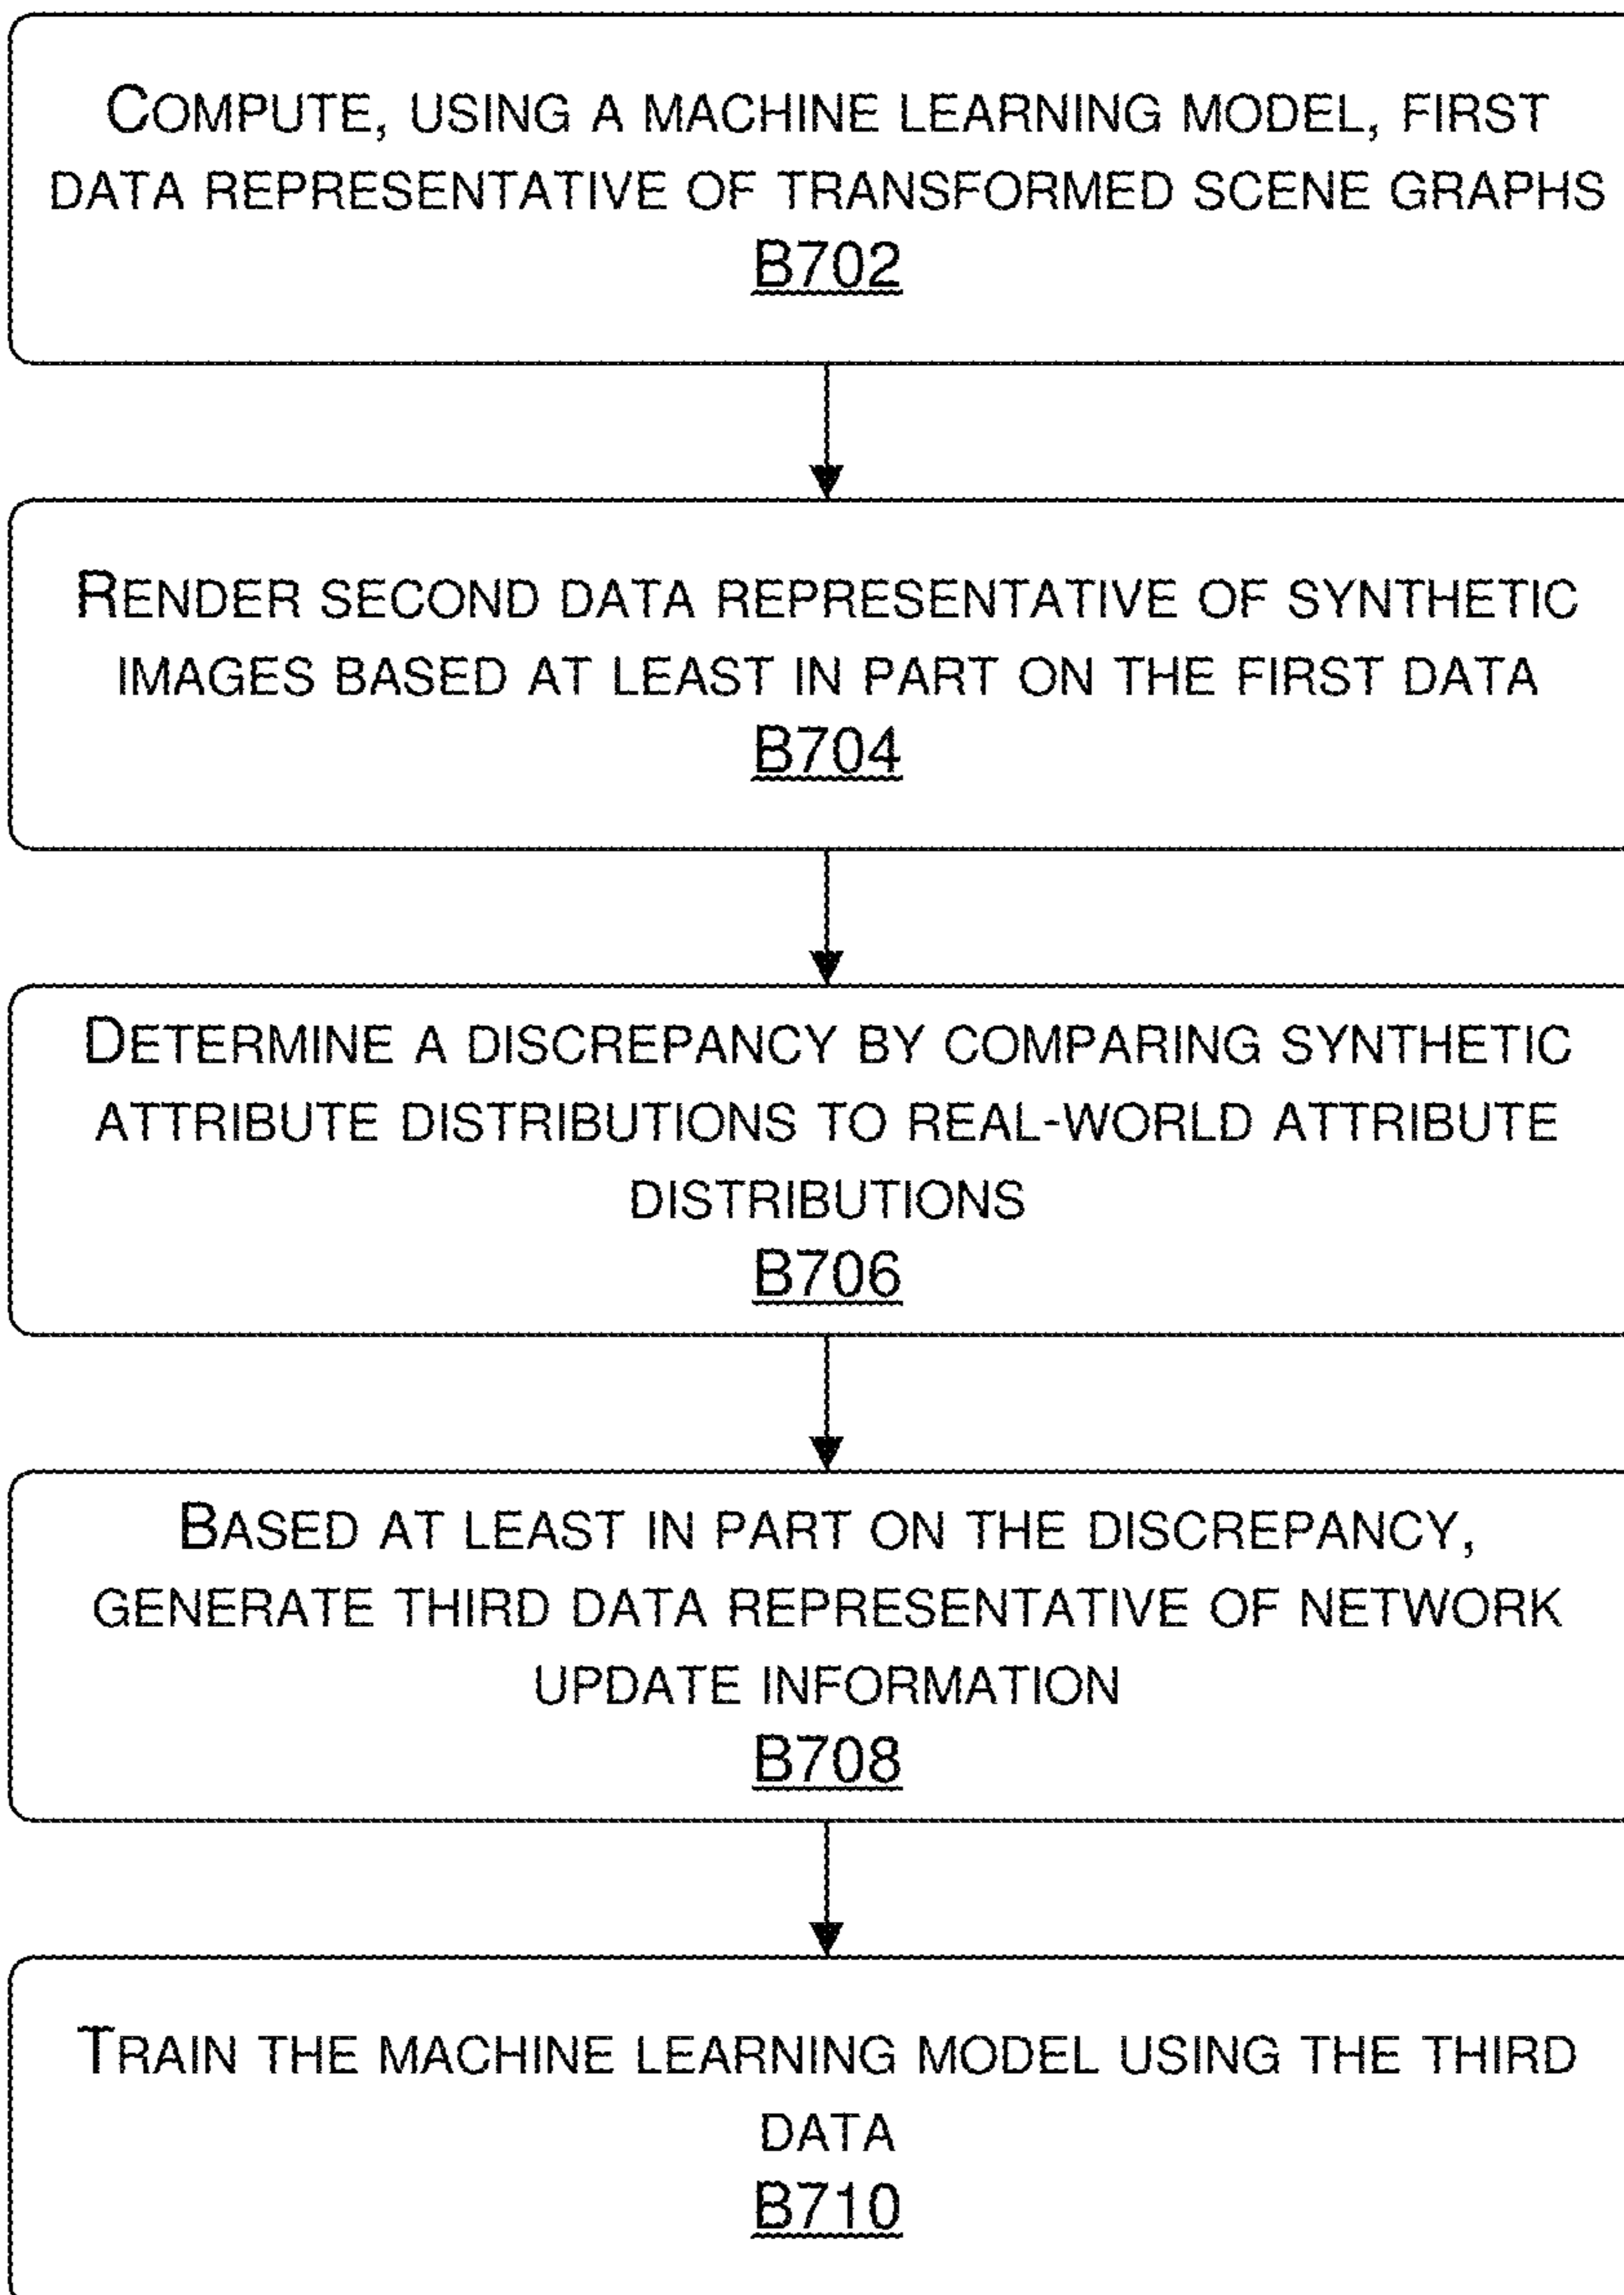 COMPUTE, USING A MACHINE LEARNING MODEL, FIRST
DATA REPRESENTATIVE OF TRANSFORMED SCENE GRAPHS
B702
RENDER SECOND DATA REPRESENTATIVE OF SYNTHETIC
IMAGES BASED AT LEAST IN PART ON THE FIRST DATA
B704
DETERMINE A DISCREPANCY BY COMPARING SYNTHETIC
ATTRIBUTE DISTRIBUTIONS TO REAL-WORLD ATTRIBUTE
DISTRIBUTIONS
B706
BASED AT LEAST IN PART ON THE DISCREPANCY,
GENERATE THIRD DATA REPRESENTATIVE OF NETWORK
UPDATE INFORMATION
B708
TRAIN THE MACHINE LEARNING MODEL USING THE THIRD
DATA
B710